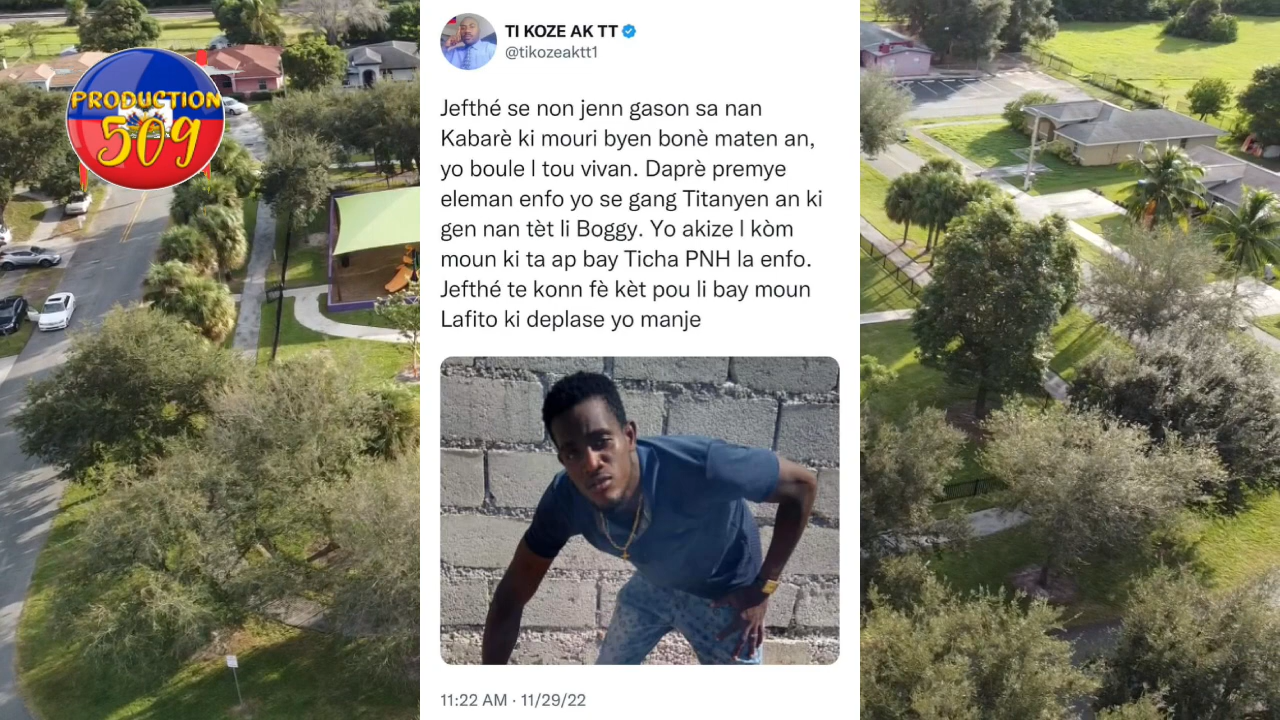 PRODUCTION
509
TI KOZE AK TT
@tikozeaktt1
Jefthé se non jenn gason sa nan
Kabarè ki mouri byen bonè maten an,
yo boule l tou vivan. Daprè premye
eleman enfo yo se gang Titanyen an ki
gen nan tèt li Boggy. Yo akize l kòm
moun ki ta ap bay Ticha PNH la enfo.
Jefthé te konn fè kèt pou li bay moun
Lafito ki deplase yo manje
11:22 AM · 11/29/22